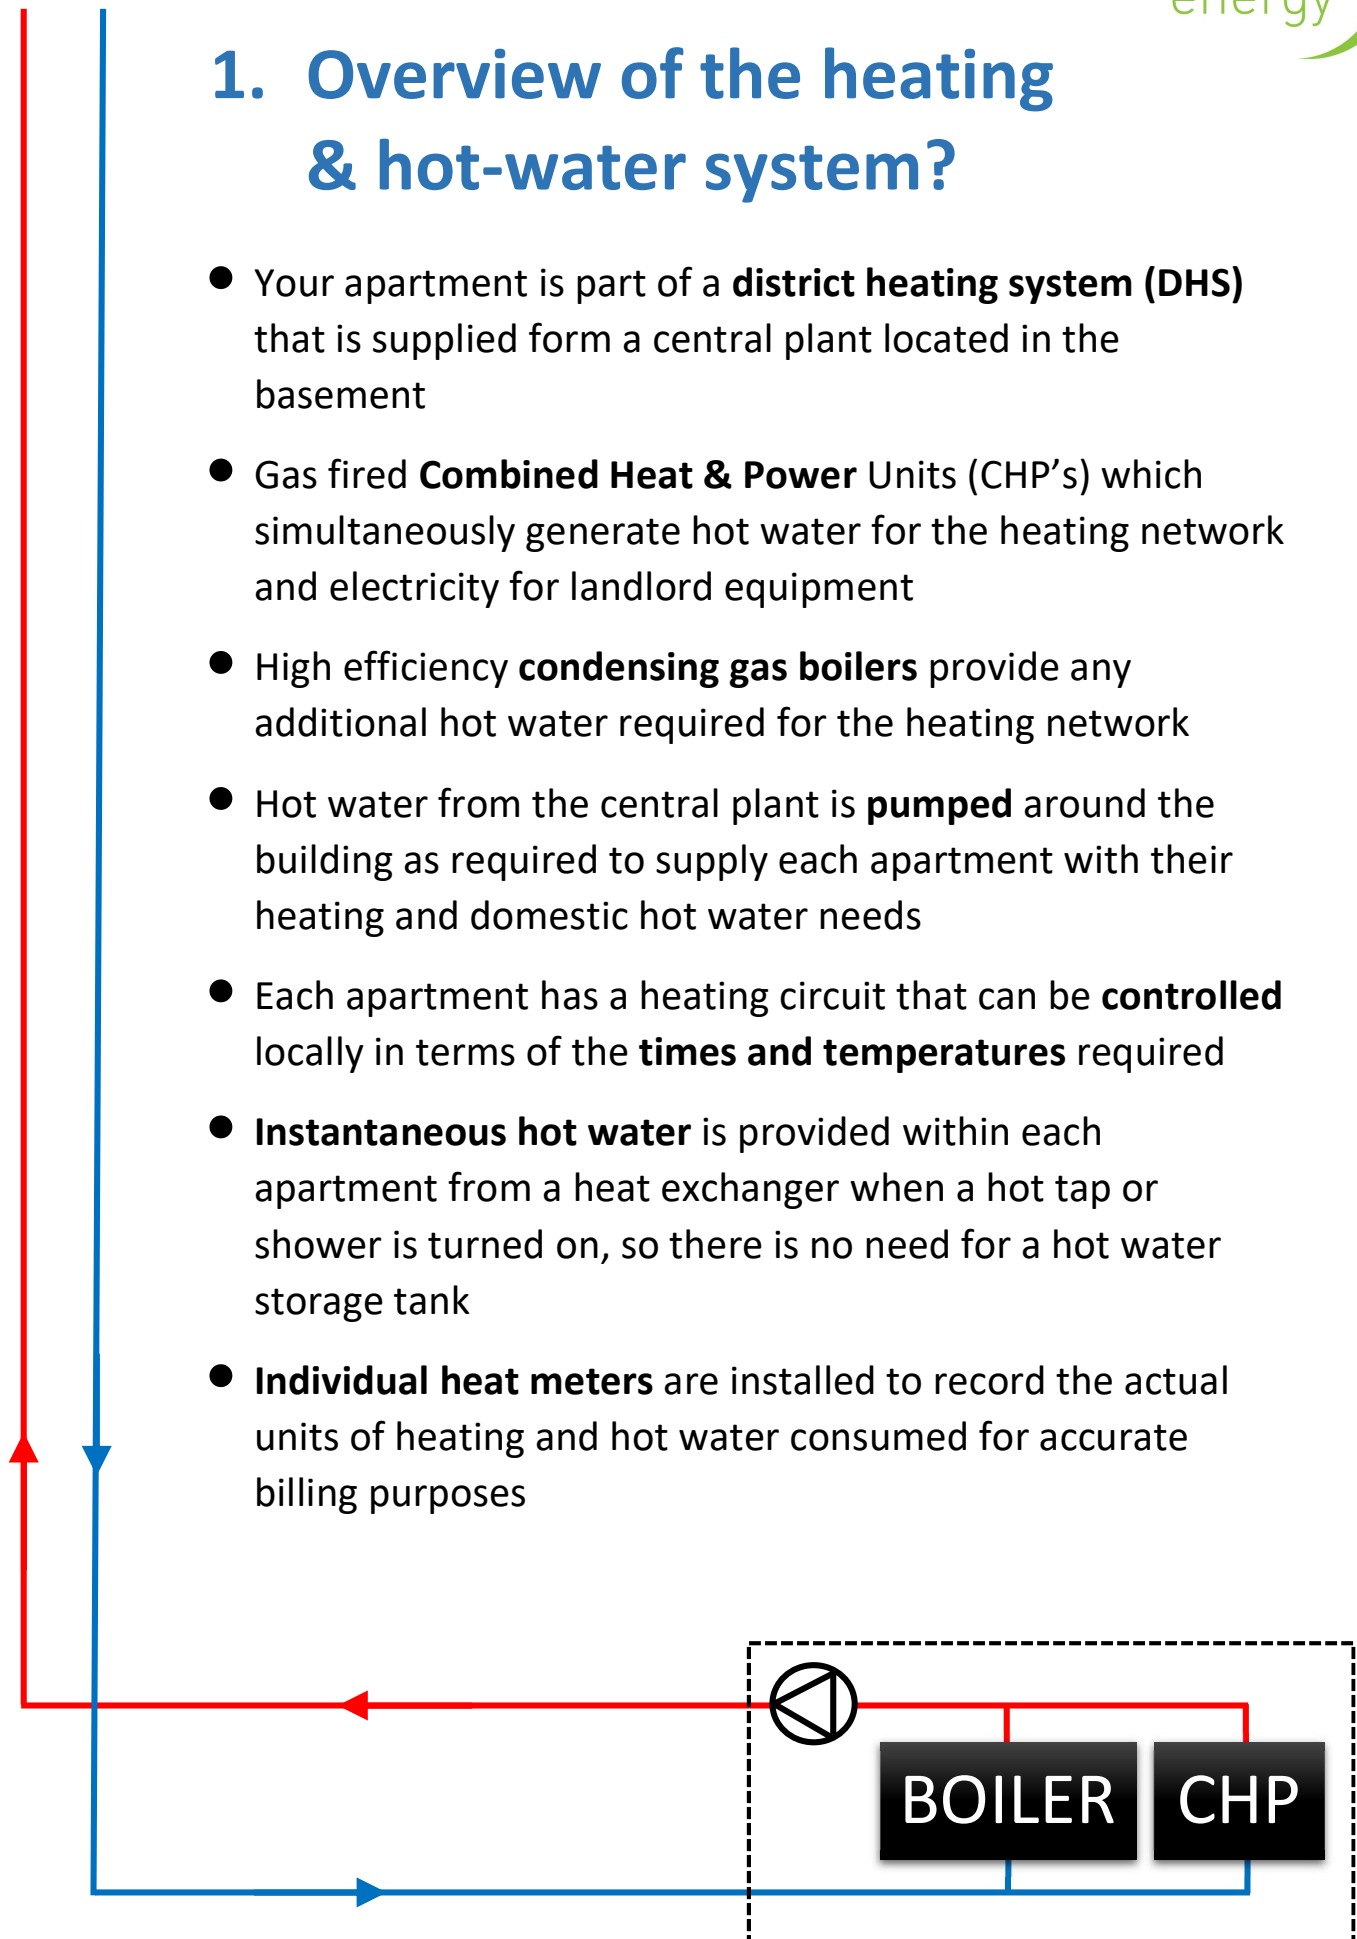 energy
1. Overview of the heating
& hot-water system?
● Your apartment is part of a district heating system (DHS)
that is supplied form a central plant located in the
basement
● Gas fired Combined Heat & Power Units (CHP’s) which
simultaneously generate hot water for the heating network
and electricity for landlord equipment
● High efficiency condensing gas boilers provide any
additional hot water required for the heating network
● Hot water from the central plant is pumped around the
building as required to supply each apartment with their
heating and domestic hot water needs
● Each apartment has a heating circuit that can be controlled
locally in terms of the times and temperatures required
● Instantaneous hot water is provided within each
apartment from a heat exchanger when a hot tap or
shower is turned on, so there is no need for a hot water
storage tank
● Individual heat meters are installed to record the actual
units of heating and hot water consumed for accurate
billing purposes
BOILER CHP